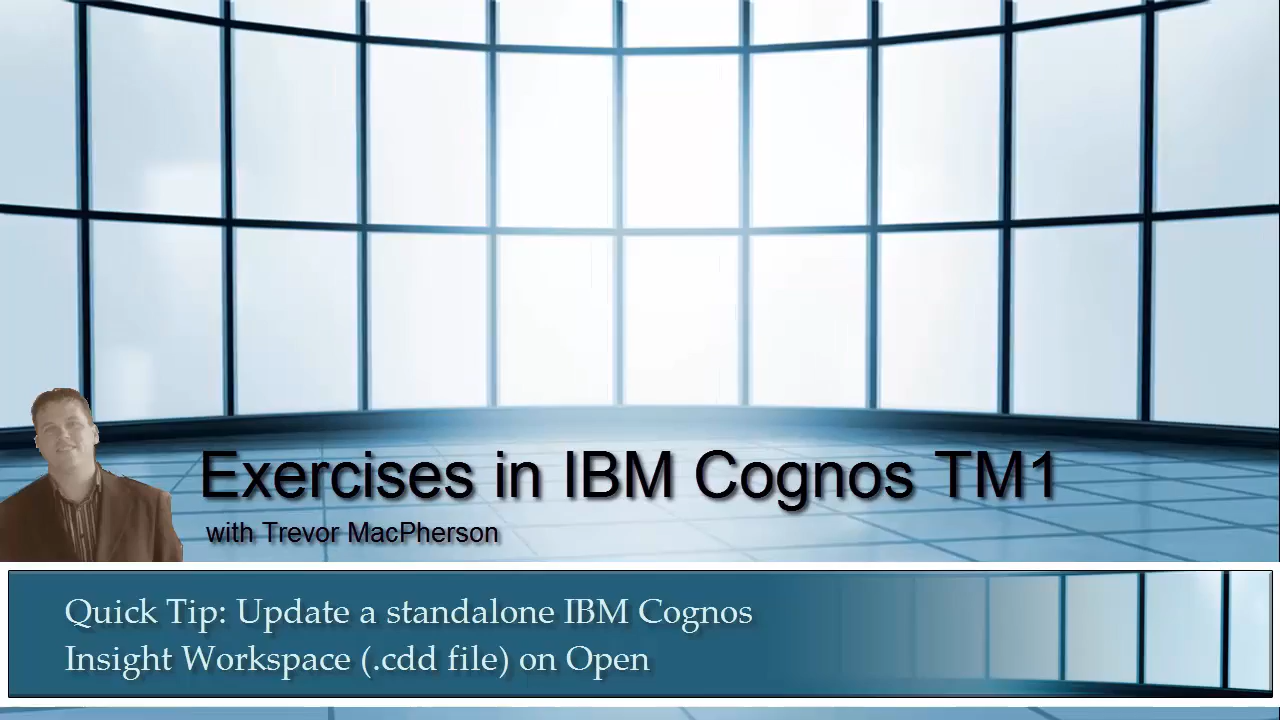 Exercises in IBM Cognos TM1
with Trevor MacPherson
Quick Tip: Update a standalone IBM Cognos
Insight Workspace (.cdd file) on Open